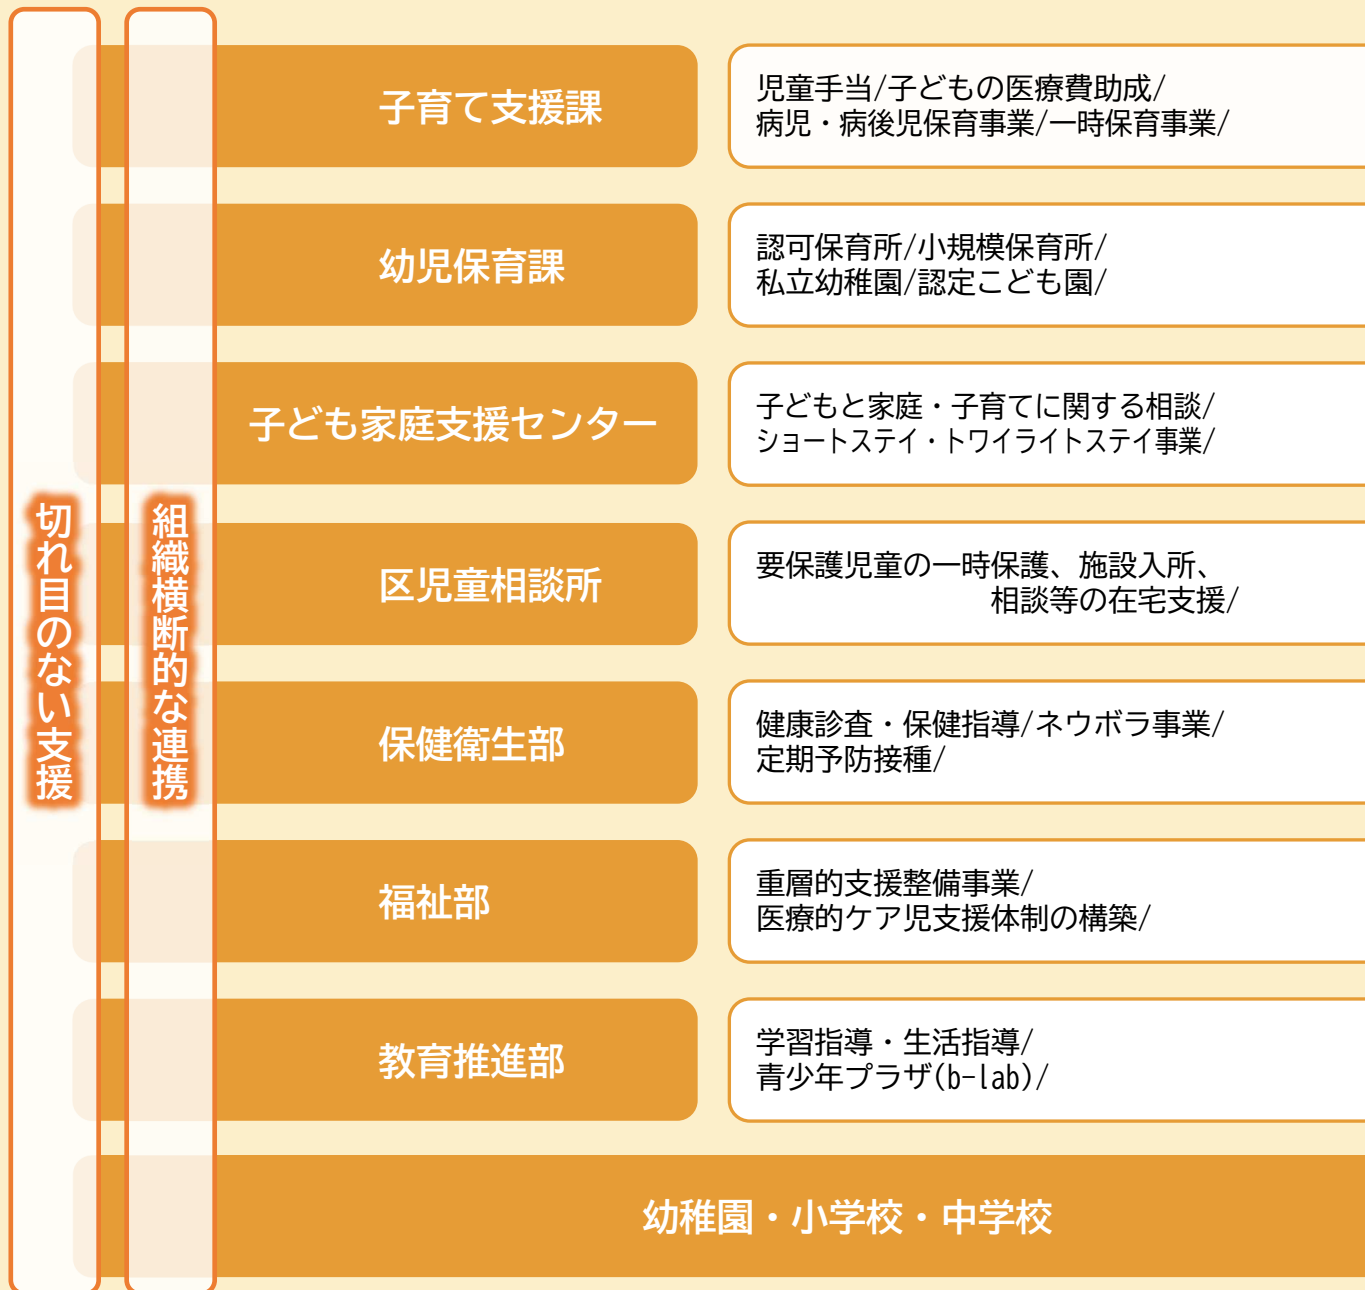 切れ目のない支援
組織横断的な連携
子育て支援課
児童手当/子どもの医療費助成/
病児・病後児保育事業/一時保育事業/
幼児保育課
認可保育所/小規模保育所/
私立幼稚園/認定こども園/
子ども家庭支援センター
子どもと家庭・子育てに関する相談/
ショートステイ・トワイライトステイ事業/
区児童相談所
要保護児童の一時保護、施設入所、
相談等の在宅支援/
保健衛生部
健康診査・保健指導/ネウボラ事業/
定期予防接種/
福祉部
重層的支援整備事業/
医療的ケア児支援体制の構築/
教育推進部
学習指導・生活指導/
青少年プラザ(b-lab)/
幼稚園・小学校・中学校